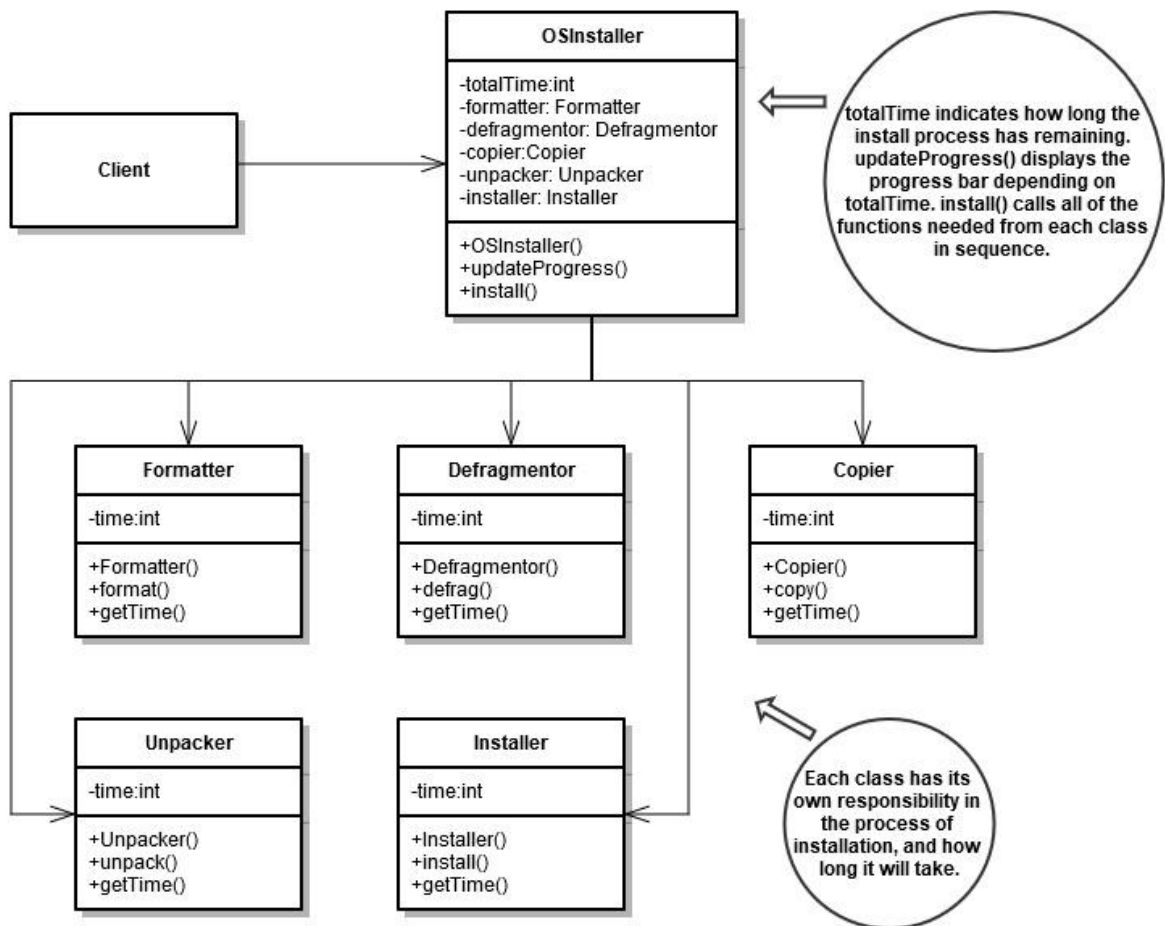 OSInstaller
-totalTime:int
-formatter: Formatter
-defragmentor: Defragmentor
-copier:Copier
-unpacker: Unpacker
-installer: Installer
+OSInstaller()
+updateProgress()
+install()
Client
totalTime indicates how long the
install process has remaining.
updateProgress() displays the
progress bar depending on
totalTime. install() calls all of the
functions needed from each class
in sequence.
Formatter
-time:int
+Formatter()
+format()
+getTime()
Defragmentor
-time:int
+Defragmentor()
+defrag()
+getTime()
Copier
-time:int
+Copier()
+copy()
+getTime()
Unpacker
-time:int
+Unpacker()
+unpack()
+getTime()
Installer
-time:int
+Installer()
+install()
+getTime()
Each class has its
own responsibility in
the process of
installation, and how
long it will take.